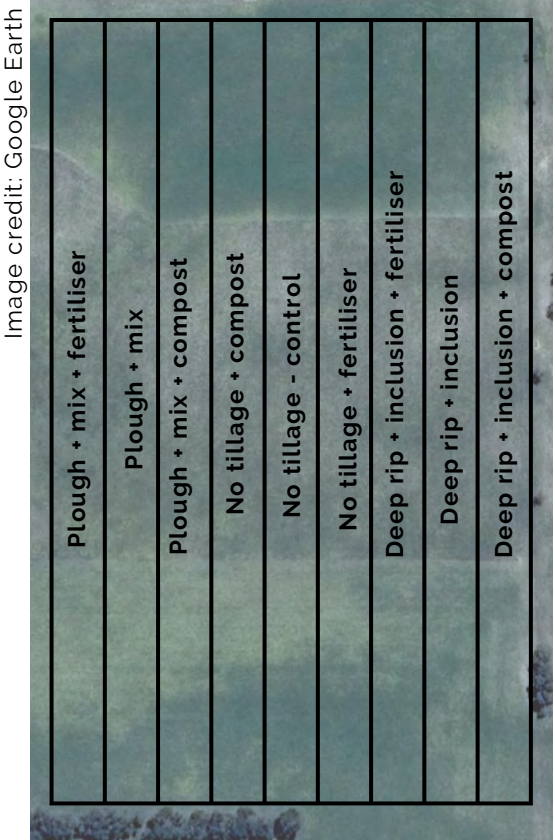 Image credit: Google Earth
Plough + mix + fertiliser
Plough + mix
Plough + mix + compost
No tillage + compost
No tillage - control
No tillage + fertiliser
Deep rip + inclusion + fertiliser
Deep rip + inclusion
Deep rip + inclusion + compost